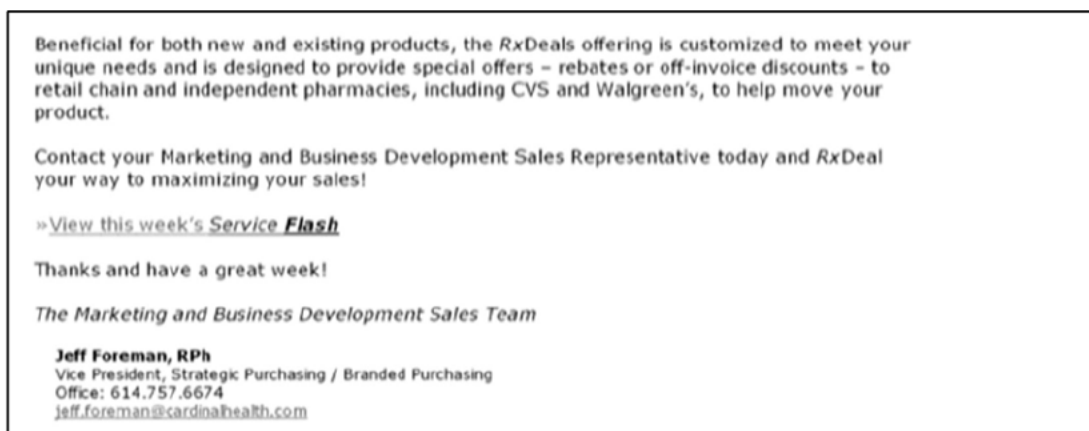 Beneficial for both new and existing products, the RxDeals offering is customized to meet your
unique needs and is designed to provide special offers – rebates or off-invoice discounts – to
retail chain and independent pharmacies, including CVS and Walgreen's, to help move your
product.
Contact your Marketing and Business Development Sales Representative today and RxDeal
your way to maximizing your sales!
»View this week's Service Flash
Thanks and have a great week!
The Marketing and Business Development Sales Team
Jeff Foreman, RPh
Vice President, Strategic Purchasing / Branded Purchasing
Office: 614.757.6674
jeff.foreman@cardinalhealth.com